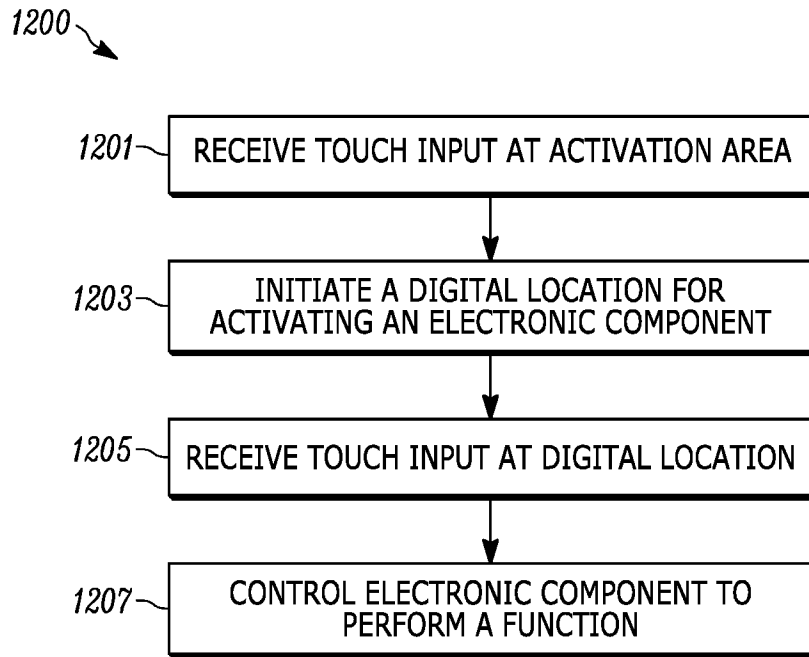 1200
1201
RECEIVE TOUCH INPUT AT ACTIVATION AREA
1203
INITIATE A DIGITAL LOCATION FOR
ACTIVATING AN ELECTRONIC COMPONENT
1205
RECEIVE TOUCH INPUT AT DIGITAL LOCATION
1207
CONTROL ELECTRONIC COMPONENT TO
PERFORM A FUNCTION